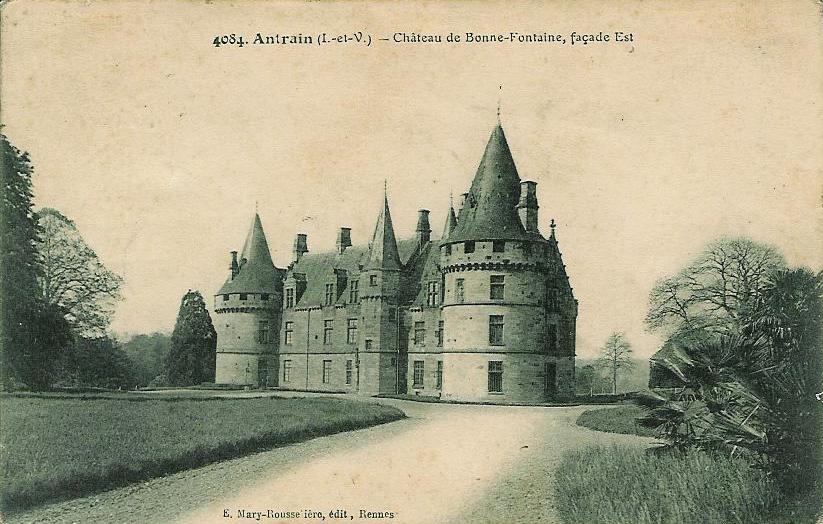 4084. Antrain (I.-et-V.) – Château de Bonne-Fontaine, façade Est
E. Mary-Rousselière, édit, Rennes